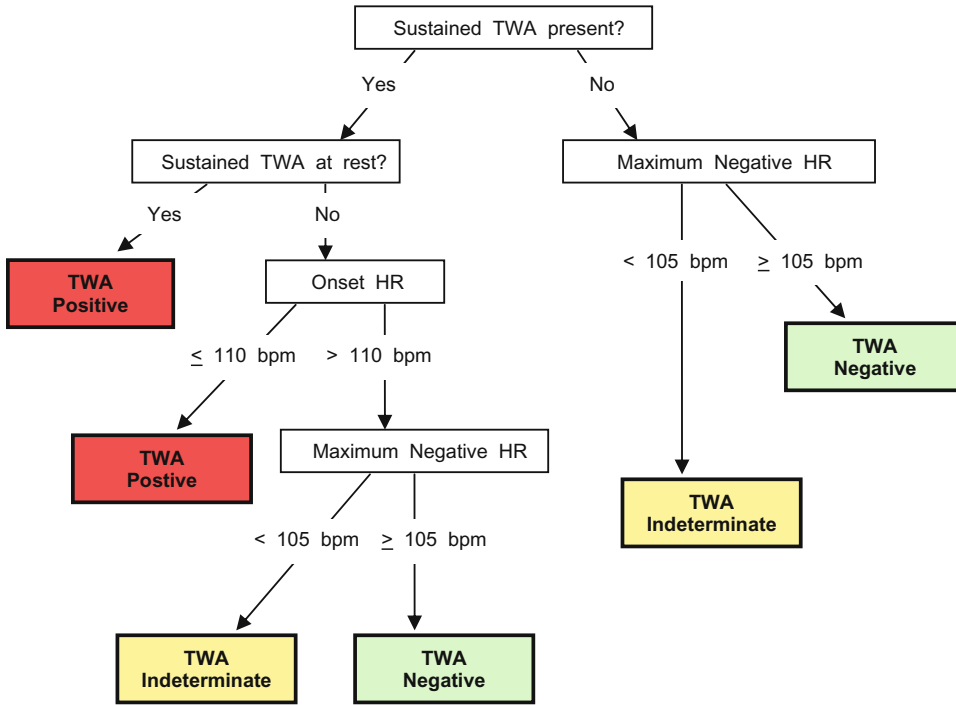 Sustained TWA present?
Yes
No
Sustained TWA at rest?
Maximum Negative HR
Yes
No
< 105 bpm
≥ 105 bpm
TWA
Positive
Onset HR
TWA
Negative
≤ 110 bpm
> 110 bpm
TWA
Postive
Maximum Negative HR
TWA
Indeterminate
< 105 bpm
≥ 105 bpm
TWA
Indeterminate
TWA
Negative